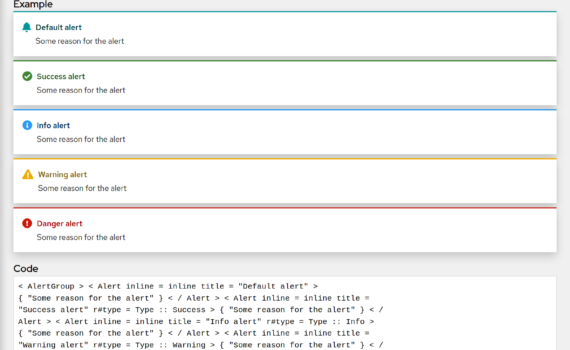 Example
Default alert
Some reason for the alert
Success alert
Some reason for the alert
Info alert
Some reason for the alert
Warning alert
Some reason for the alert
Danger alert
Some reason for the alert
Code
< AlertGroup > < Alert inline = inline title = "Default alert" >
{ "Some reason for the alert" } < / Alert > < Alert inline = inline title =
"Success alert" r#type = Type :: Success > { "Some reason for the alert" } < /
Alert > < Alert inline = inline title = "Info alert" r#type = Type :: Info >
{ "Some reason for the alert" } < / Alert > < Alert inline = inline title =
"Warning alert" r#type = Type :: Warning > { "Some reason for the alert" } < /